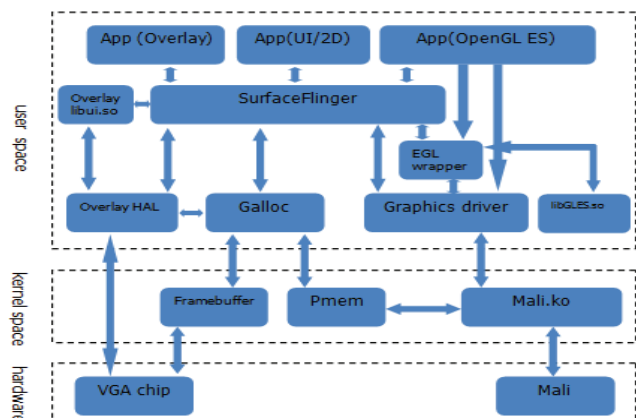 App (Overlay)
App(UI/2D)
App(OpenGL ES)
Overlay
libui.so
SurfaceFlinger
EGL
wrapper
Overlay HAL
Galloc
Graphics driver
libGLES.so
user space
Framebuffer
Pmem
Mali.ko
kernel space
VGA chip
Mali
hardware